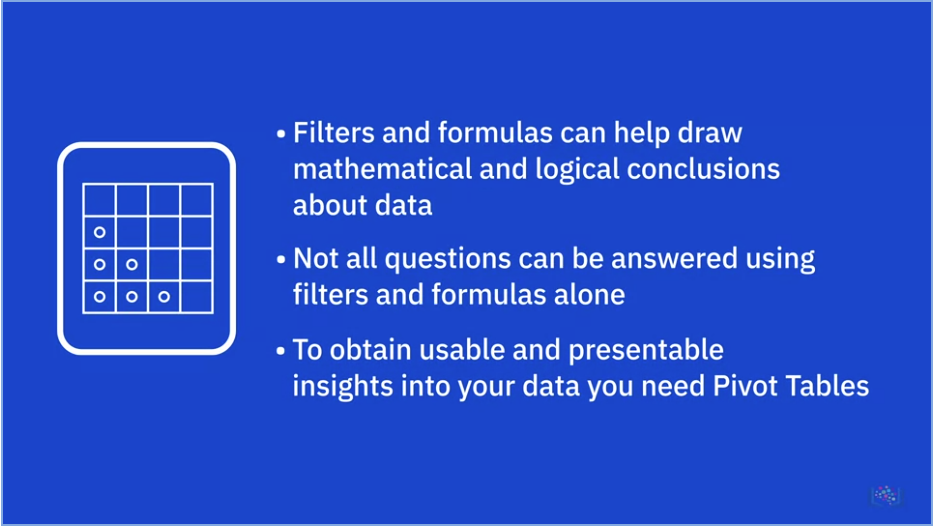 • Filters and formulas can help draw
mathematical and logical conclusions
about data
• Not all questions can be answered using
filters and formulas alone
• To obtain usable and presentable
insights into your data you need Pivot Tables